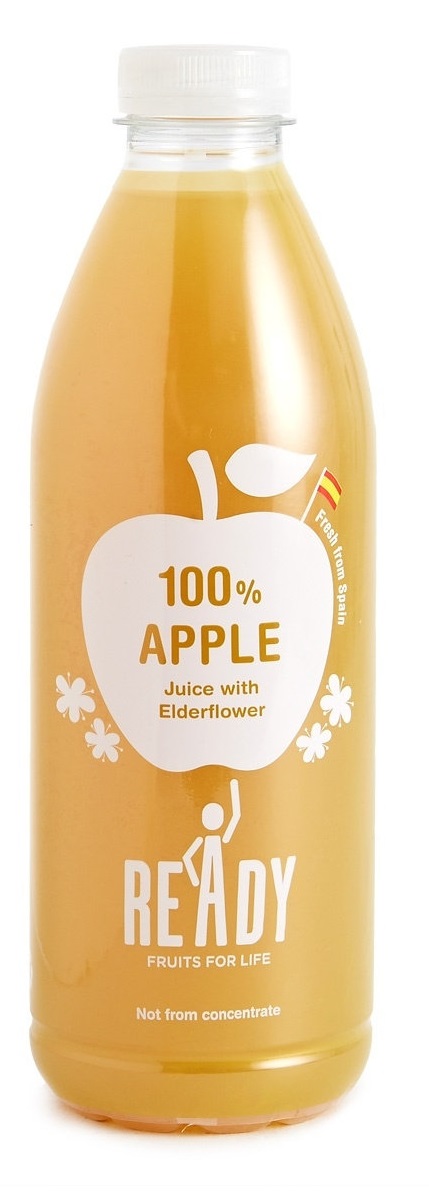 100%
APPLE
Juice with
Elderflower
Fresh from Spain
READY
FRUITS FOR LIFE
Not from concentrate